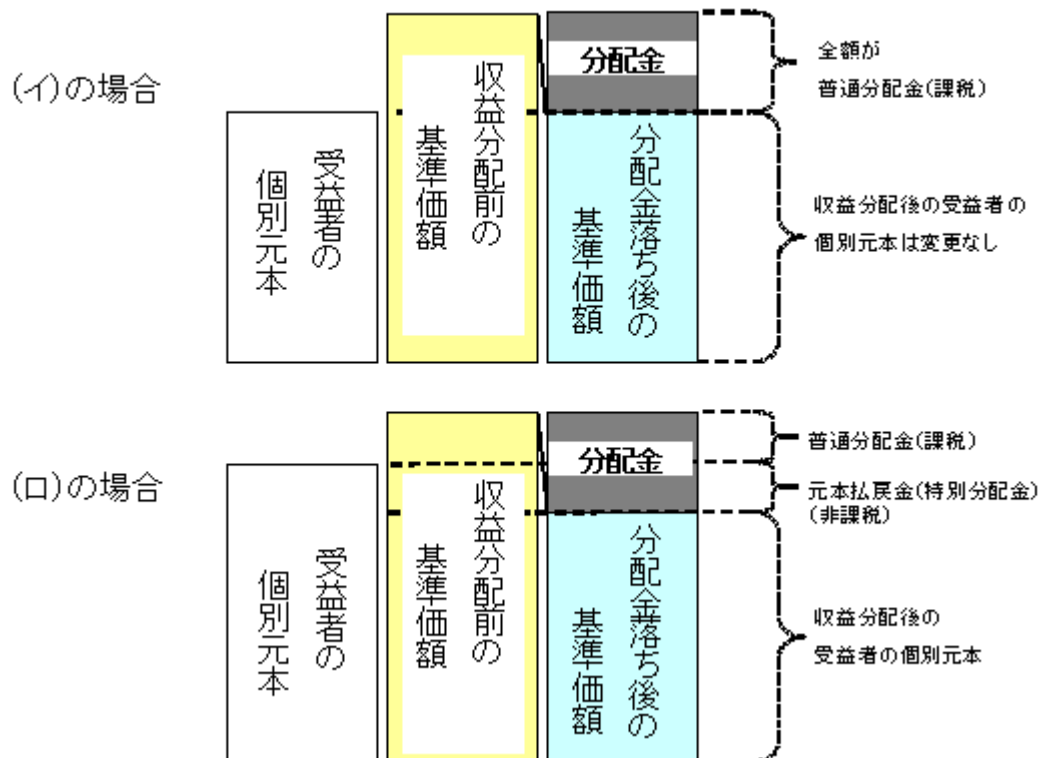 (イ)の場合
受益者の
個別元本
収益分配前の
基準価額
分配金
分配金落ち後の
基準価額
全額が
普通分配金(課税)
収益分配後の受益者の
個別元本は変更なし
(ロ)の場合
受益者の
個別元本
収益分配前の
基準価額
分配金
分配金落ち後の
基準価額
普通分配金(課税)
元本払戻金(特別分配金)
(非課税)
収益分配後の
受益者の個別元本